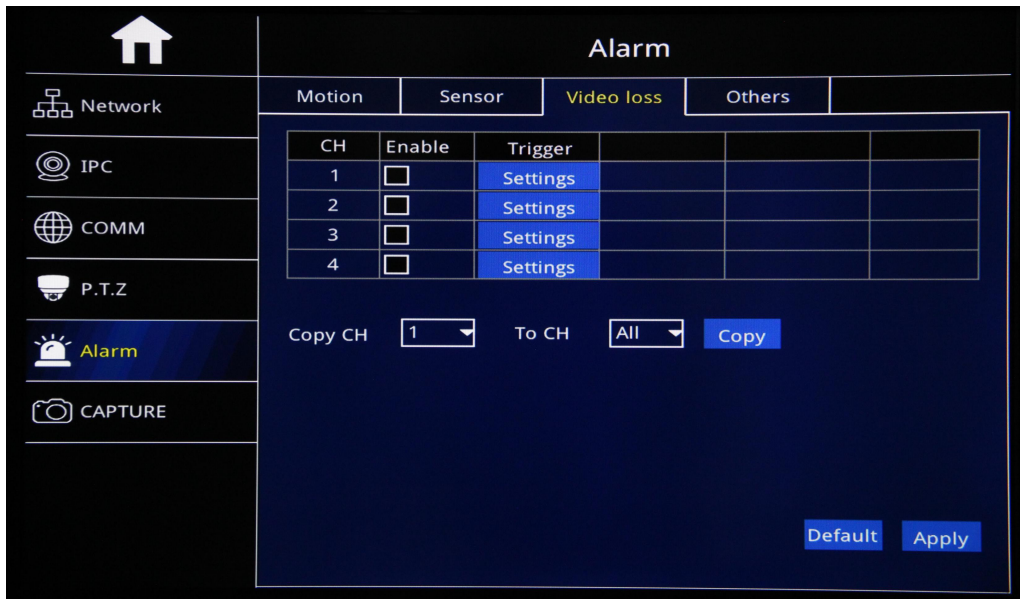 Alarm
Network
IPC
COMM
P.T.Z
Alarm
CAPTURE
Motion Sensor Video loss Others
CH Enable Trigger
1 Settings
2 Settings
3 Settings
4 Settings
Copy CH 1 To CH All Copy
Default Apply